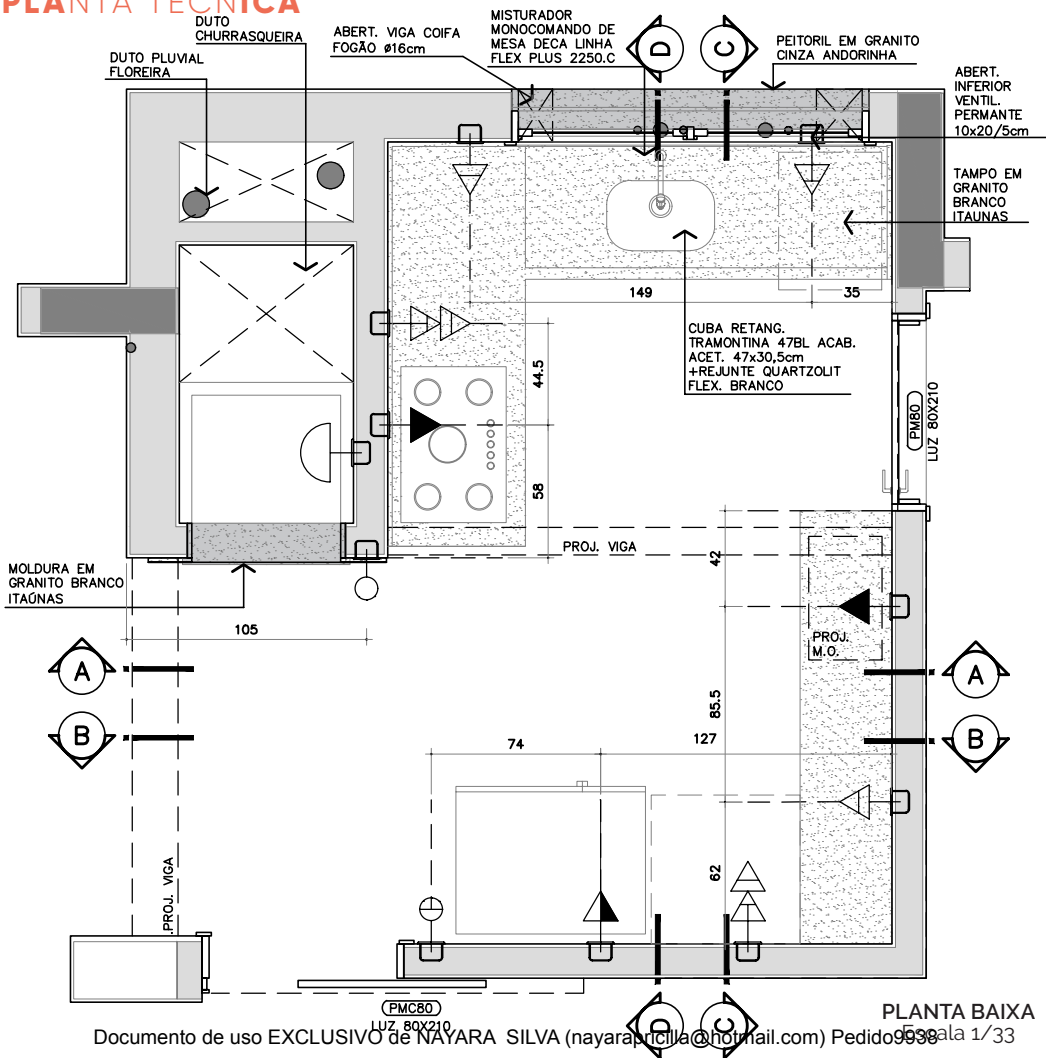 PLANTA TÉCNICA
DUTO
CHURRASQUEIRA
DUTO PLUVIAL
FLOREIRA
ABERT. VIGA COIFA
FOGÃO ø16cm
MISTURADOR
MONOCOMANDO DE
MESA DECA LINHA
FLEX PLUS 2250.C
D
C
PEITORIL EM GRANITO
CINZA ANDORINHA
ABERT.
INFERIOR
VENTIL.
PERMANTE
10x20/5cm
TAMPO EM
GRANITO
BRANCO
ITAUNAS
149
35
CUBA RETANG.
TRAMONTINA 47BL ACAB.
ACET. 47x30,5cm
+REJUNTE QUARTZOLIT
FLEX. BRANCO
44.5
58
PM80
LUZ 80X210
PROJ. VIGA
42
MOLDURA EM
GRANITO BRANCO
ITAÚNAS
105
PROJ.
M.O.
A
A
85.5
B
B
74
127
62
PROJ. VIGA
PMC80
LUZ 80X210
D
C
PLANTA BAIXA
Escala 1/33
Documento de uso EXCLUSIVO de NAYARA SILVA (nayarapricilla@hotmail.com) Pedido9938